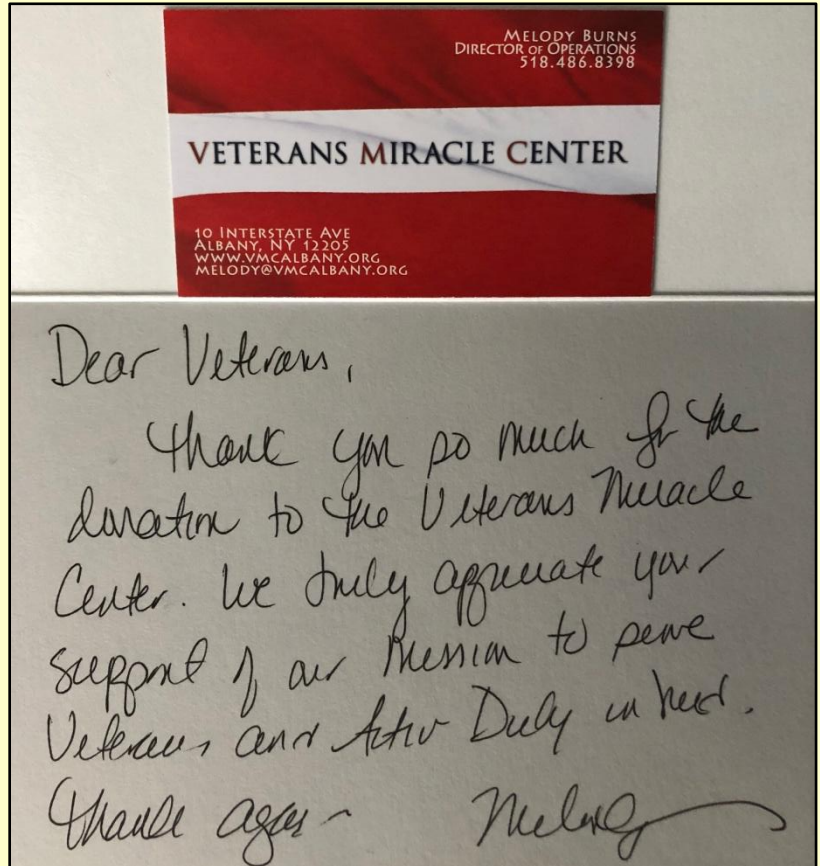 MELODY BURNS
DIRECTOR OF OPERATIONS
518.486.8398
VETERANS MIRACLE CENTER
10 INTERSTATE AVE
ALBANY, NY 12205
WWW.VMCALBANY.ORG
MELODY@VMCALBANY.ORG
Dear Veterans,
Thank you so much for the
donation to the Veterans Miracle
Center. We truly appreciate your
support of our mission to serve
Veterans and Active Duty in need.
Thanks again - Melody